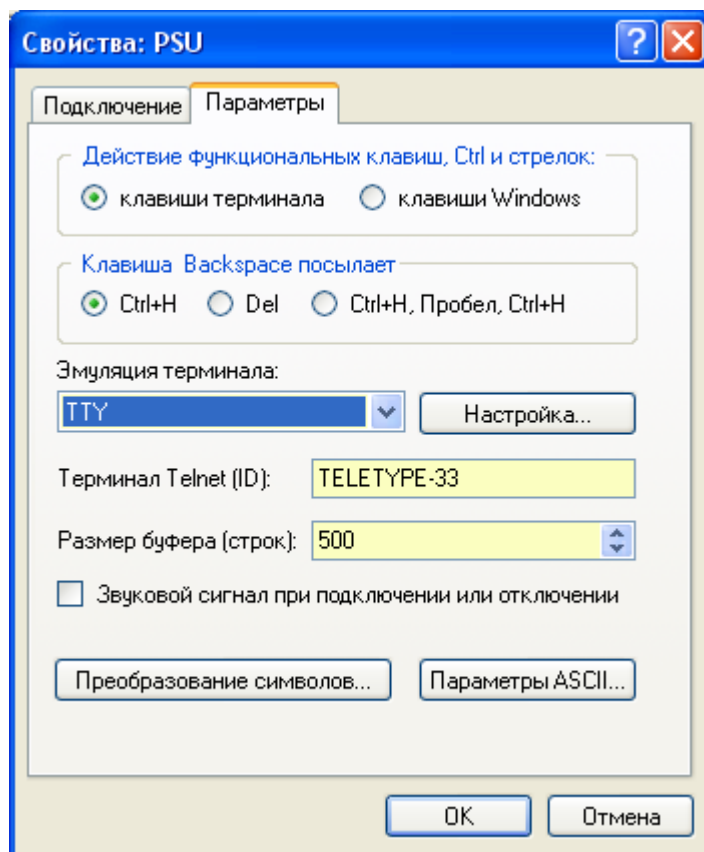 Свойства: PSU
Подключение Параметры
Действие функциональных клавиш, Ctrl и стрелок:
клавиши терминала клавиши Windows
Клавиша Backspace посылает
Ctrl+H Del Ctrl+H, Пробел, Ctrl+H
Эмуляция терминала:
TTY Настройка...
Терминал Telnet (ID): TELETYPE-33
Размер буфера (строк): 500
Звуковой сигнал при подключении или отключении
Преобразование символов... Параметры ASCII...
OK Отмена